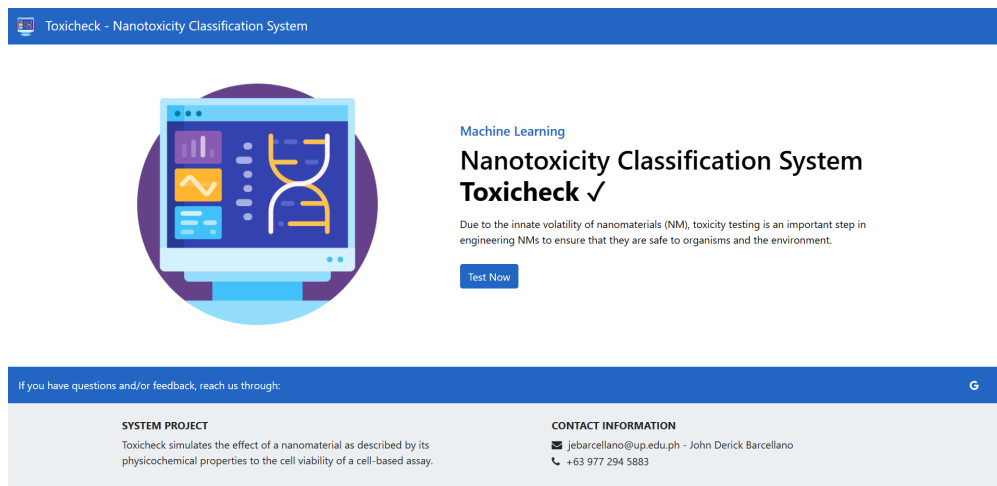 Toxicheck - Nanotoxicity Classification System
Machine Learning
Nanotoxicity Classification System
Toxicheck ✓
Due to the innate volatility of nanomaterials (NM), toxicity testing is an important step in
engineering NMs to ensure that they are safe to organisms and the environment.
Test Now
If you have questions and/or feedback, reach us through:
G
SYSTEM PROJECT
Toxicheck simulates the effect of a nanomaterial as described by its
physicochemical properties to the cell viability of a cell-based assay.
CONTACT INFORMATION
jebarcellano@up.edu.ph - John Derick Barcellano
+63 977 294 5883